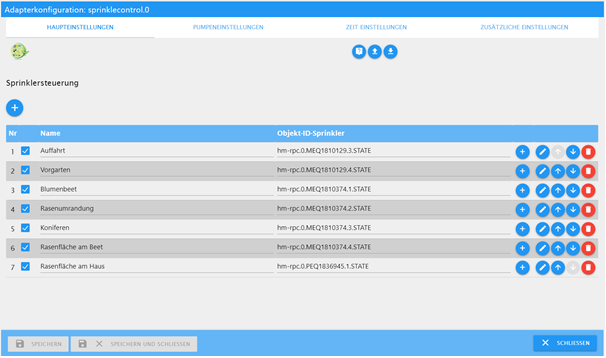 Adapterkonfiguration: sprinklecontrol.0
HAUPTEINSTELLUNGEN PUMPENEINSTELLUNGEN ZEIT EINSTELLUNGEN ZUSÄTZLICHE EINSTELLUNGEN
Sprinklersteuerung
Nr Name Objekt-ID-Sprinkler
1 Auffahrt hm-rpc.0.MEQ1810129.3.STATE
2 Vorgarten hm-rpc.0.MEQ1810129.4.STATE
3 Blumenbeet hm-rpc.0.MEQ1810374.1.STATE
4 Rasenumrandung hm-rpc.0.MEQ1810374.2.STATE
5 Koniferen hm-rpc.0.MEQ1810374.3.STATE
6 Rasenfläche am Beet hm-rpc.0.MEQ1810374.4.STATE
7 Rasenfläche am Haus hm-rpc.0.PEQ1836945.1.STATE
SPEICHERN SPEICHERN UND SCHLIESSEN SCHLIESSEN